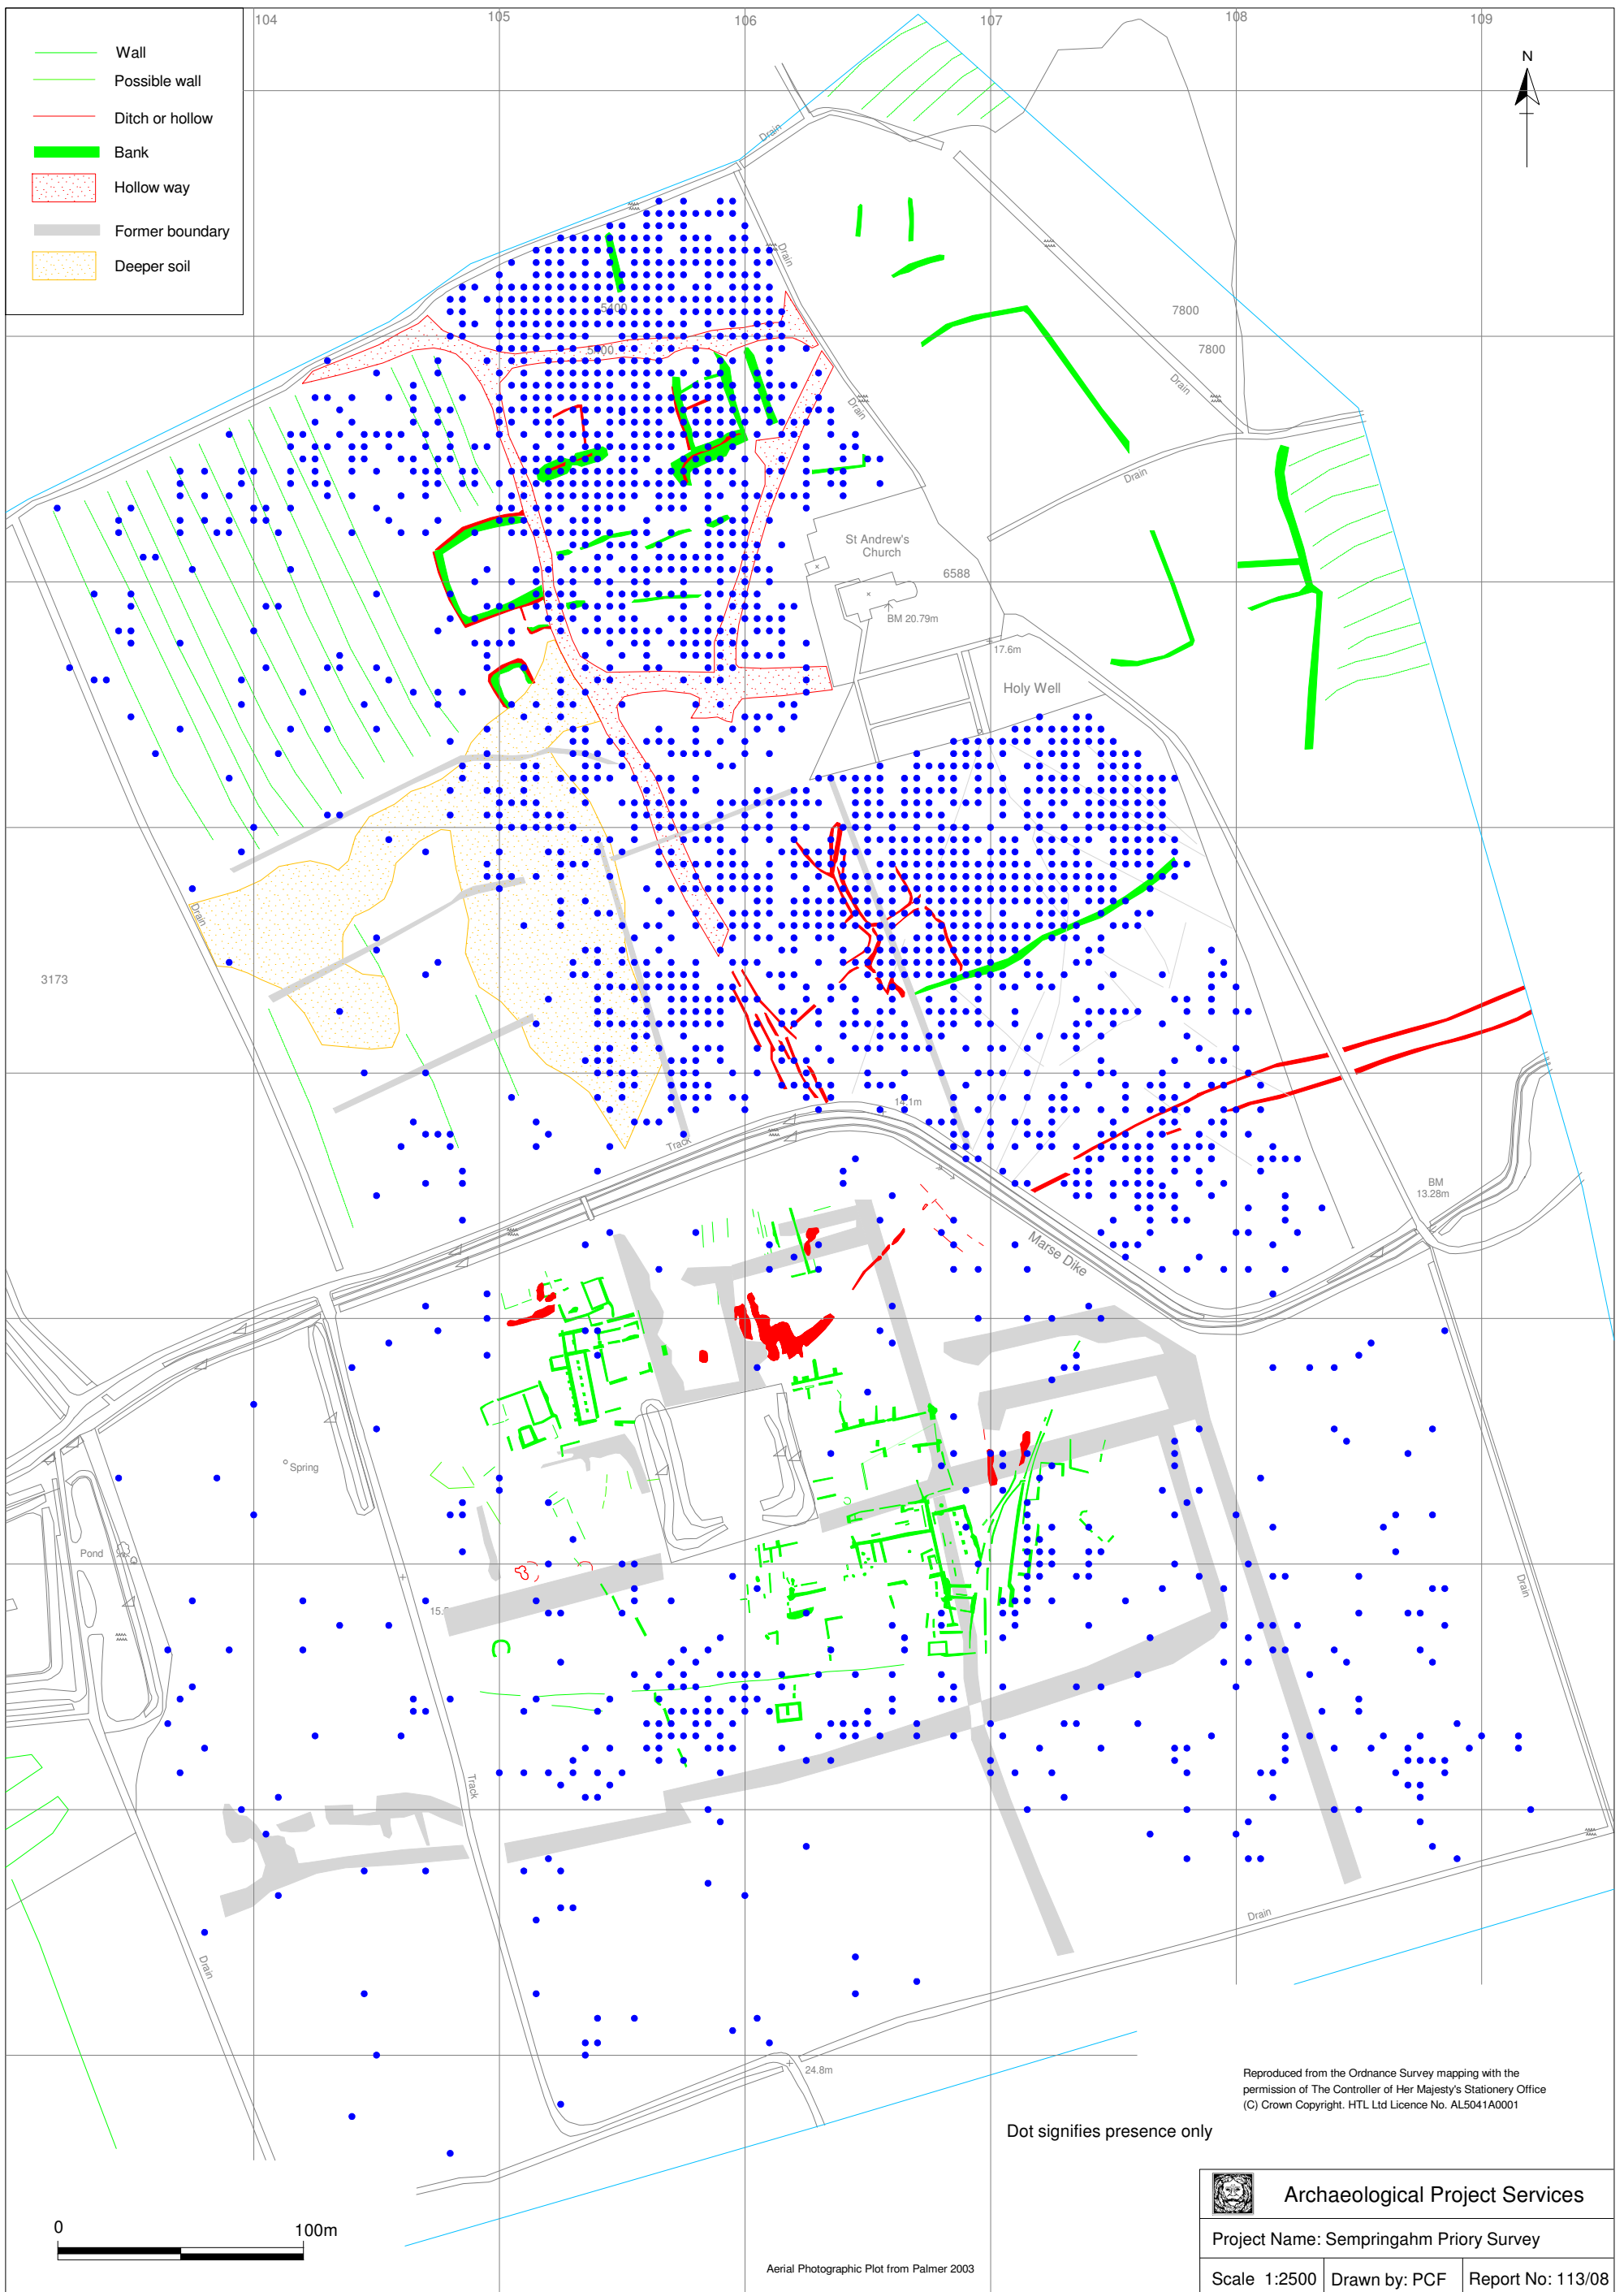 104
105
106
107
108
109
Wall
Possible wall
Ditch or hollow
Bank
Hollow way
Former boundary
Deeper soil
N
Drain
Drain
5400
5400
7800
7800
Drain
Drain
Drain
St Andrew's
Church
6588
BM 20.79m
17.6m
Holy Well
Drain
3173
14.1m
Track
BM
13.28m
Marse Dike
Spring
Pond
15.
Drain
Track
Drain
Drain
24.8m
Reproduced from the Ordnance Survey mapping with the
permission of The Controller of Her Majesty's Stationery Office
(C) Crown Copyright. HTL Ltd Licence No. AL5041A0001
Dot signifies presence only
Archaeological Project Services
Project Name: Sempringahm Priory Survey
Scale 1:2500
Drawn by: PCF
Report No: 113/08
0
100m
Aerial Photographic Plot from Palmer 2003